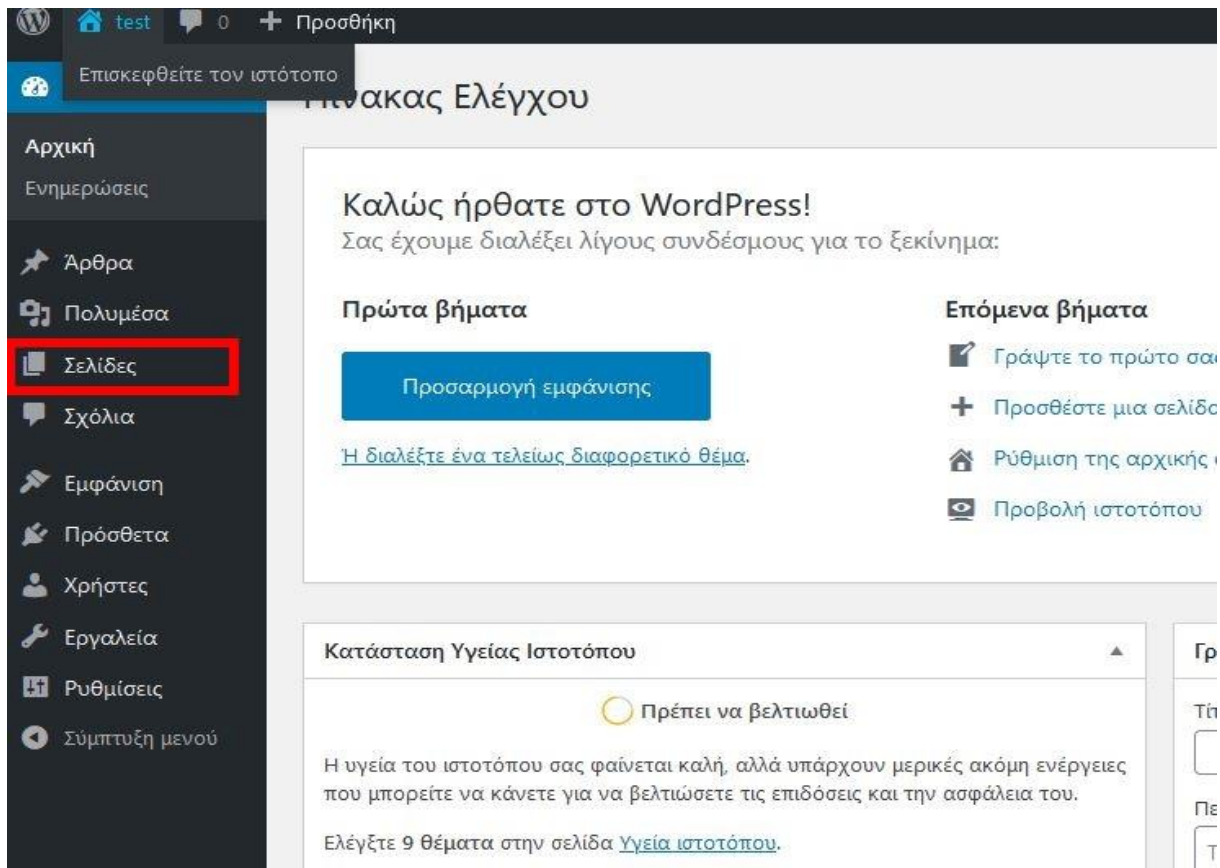 test 0 Προσθήκη
Επισκεφθείτε τον ιστότοπο
Ελέγχου
Αρχική
Ενημερώσεις
Άρθρα
Πολυμέσα
Σελίδες
Σχόλια
Εμφάνιση
Πρόσθετα
Χρήστες
Εργαλεία
Ρυθμίσεις
Σύμπτυξη μενού
Καλώς ήρθατε στο WordPress!
Σας έχουμε διαλέξει λίγους συνδέσμους για το ξεκίνημα:
Πρώτα βήματα
Προσαρμογή εμφάνισης
Ή διαλέξτε ένα τελείως διαφορετικό θέμα.
Επόμενα βήματα
Γράψτε το πρώτο
Προσθέστε μια
Ρύθμιση της αρχικής
Προβολή ιστοτόπου
Κατάσταση Υγείας Ιστοτόπου
Πρέπει να βελτιωθεί
Η υγεία του ιστοτόπου σας φαίνεται καλή, αλλά υπάρχουν μερικές ακόμη ενέργειες
που μπορείτε να κάνετε για να βελτιώσετε τις επιδόσεις και την ασφάλεια του.
Ελέγξτε 9 θέματα στην σελίδα Υγεία ιστοτόπου.